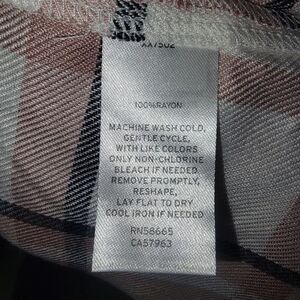 XX7502
100%RAYON
MACHINE WASH COLD,
GENTLE CYCLE,
WITH LIKE COLORS
ONLY NON-CHLORINE
BLEACH IF NEEDED
REMOVE PROMPTLY,
RESHAPE,
LAY FLAT TO DRY
COOL IRON IF NEEDED
RN58665
CA57963